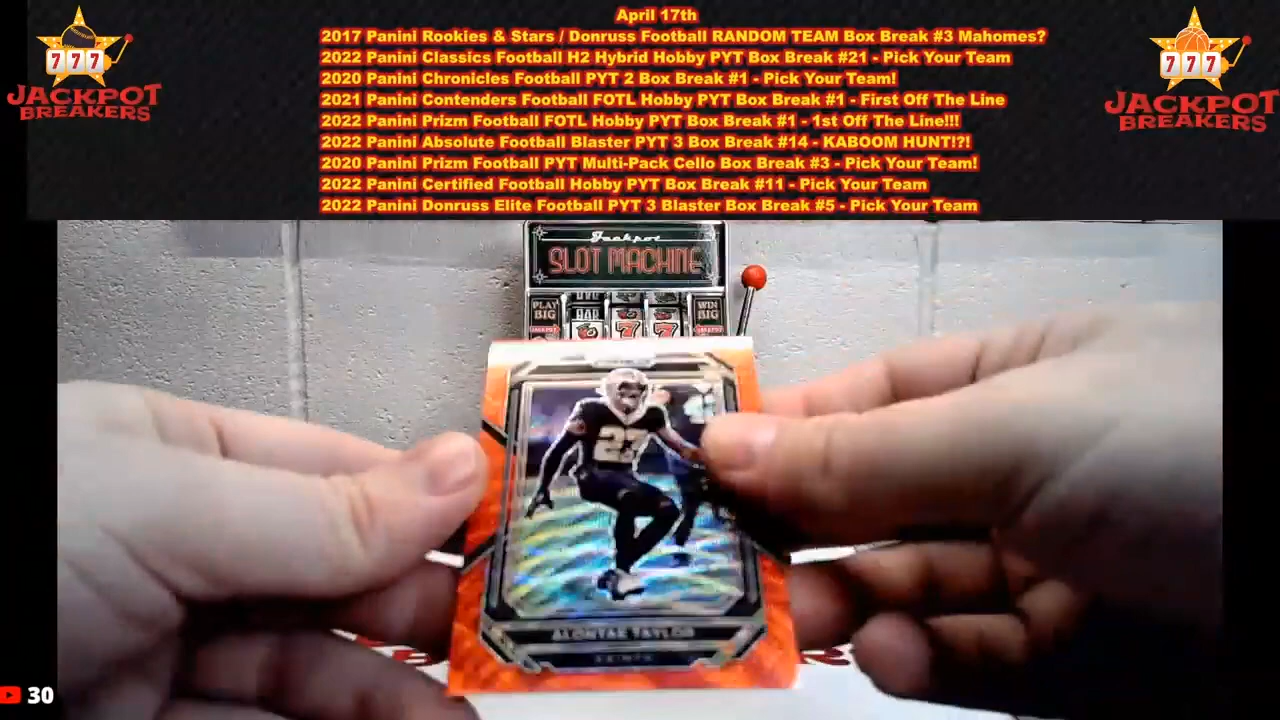 April 17th
2017 Panini Rookies & Stars / Donruss Football RANDOM TEAM Box Break #3 Mahomes?
2022 Panini Classics Football H2 Hybrid Hobby PYT Box Break #21 - Pick Your Team
2020 Panini Chronicles Football PYT 2 Box Break #1 - Pick Your Team!
2021 Panini Contenders Football FOTL Hobby PYT Box Break #1 - First Off The Line
2022 Panini Prizm Football FOTL Hobby PYT Box Break #1 - 1st Off The Line!!!
2022 Panini Absolute Football Blaster PYT 3 Box Break #14 - KABOOM HUNT!?!
2020 Panini Prizm Football PYT Multi-Pack Cello Box Break #3 - Pick Your Team!
2022 Panini Certified Football Hobby PYT Box Break #11 - Pick Your Team
2022 Panini Donruss Elite Football PYT 3 Blaster Box Break #5 - Pick Your Team
777
JACKPOT
BREAKERS
777
JACKPOT
BREAKERS
Jackpot
SLOT MACHINE
PLAY
BIG
BAR
7 7
WIN
BIG
JACKPOT
27
ALONTAE TAYLOR
SAINTS
30